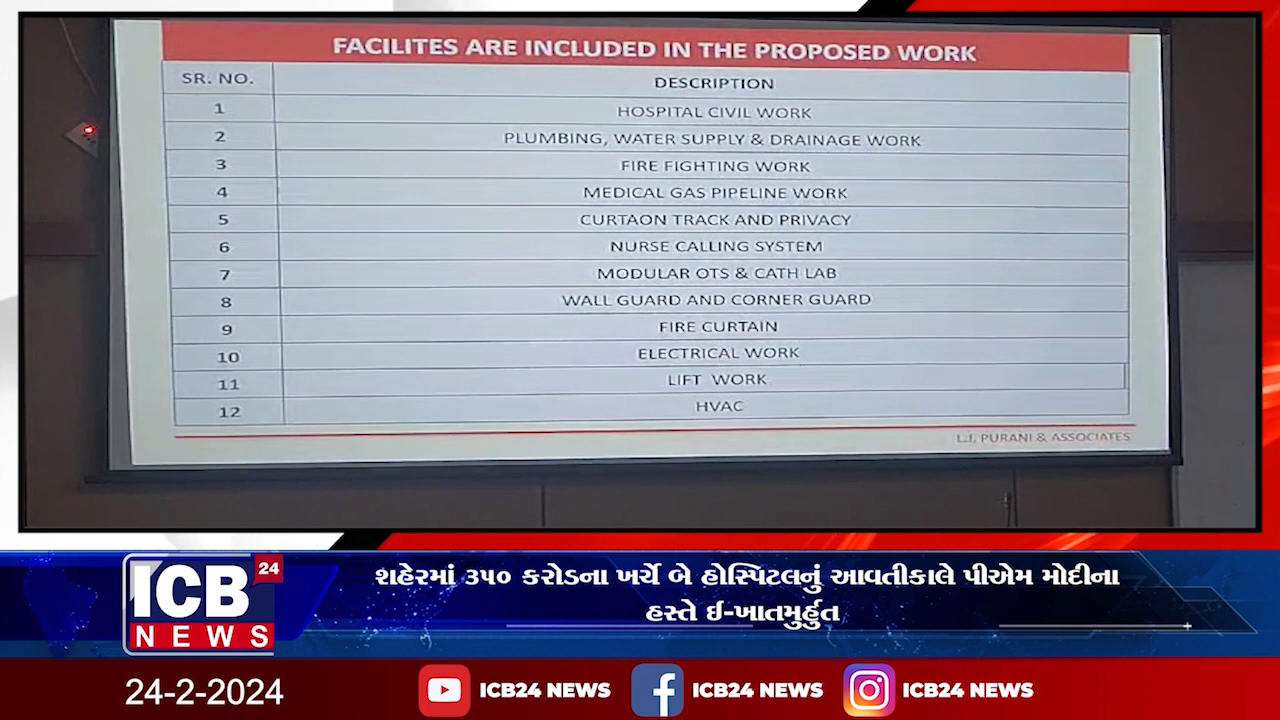 FACILITES ARE INCLUDED IN THE PROPOSED WORK
SR. NO. DESCRIPTION
1 HOSPITAL CIVIL WORK
2 PLUMBING, WATER SUPPLY & DRAINAGE WORK
3 FIRE FIGHTING WORK
4 MEDICAL GAS PIPELINE WORK
5 CURTAON TRACK AND PRIVACY
6 NURSE CALLING SYSTEM
7 MODULAR OTS & CATH LAB
8 WALL GUARD AND CORNER GUARD
9 FIRE CURTAIN
10 ELECTRICAL WORK
11 LIFT WORK
12 HVAC
L.J. PURANI & ASSOCIATES
ICB 24
NEWS
શહેરમાં ૩૫૦ કરોડના ખર્ચે બે હોસ્પિટલનું આવતીકાલે પીએમ મોદીના
હસ્તે ઈ-ખાતમુર્હુત
24-2-2024
ICB24 NEWS ICB24 NEWS ICB24 NEWS